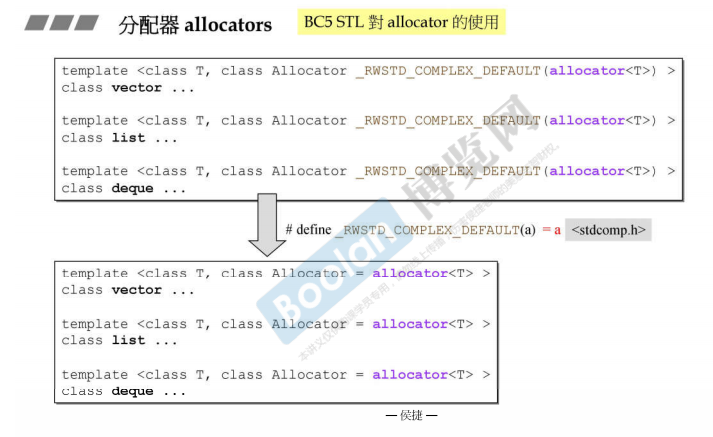 分配器 allocators
BC5 STL 對 allocator 的使用
template <class T, class Allocator _RWSTD_COMPLEX_DEFAULT(allocator<T>) >
class vector ...
template <class T, class Allocator _RWSTD_COMPLEX_DEFAULT(allocator<T>) >
class list ...
template <class T, class Allocator _RWSTD_COMPLEX_DEFAULT(allocator<T>) >
class deque ...
# define _RWSTD_COMPLEX_DEFAULT(a) = a <stdcomp.h>
template <class T, class Allocator = allocator<T> >
class vector ...
template <class T, class Allocator = allocator<T> >
class list ...
template <class T, class Allocator = allocator<T> >
class deque ...
Boolan 博览网
— 侯捷 —